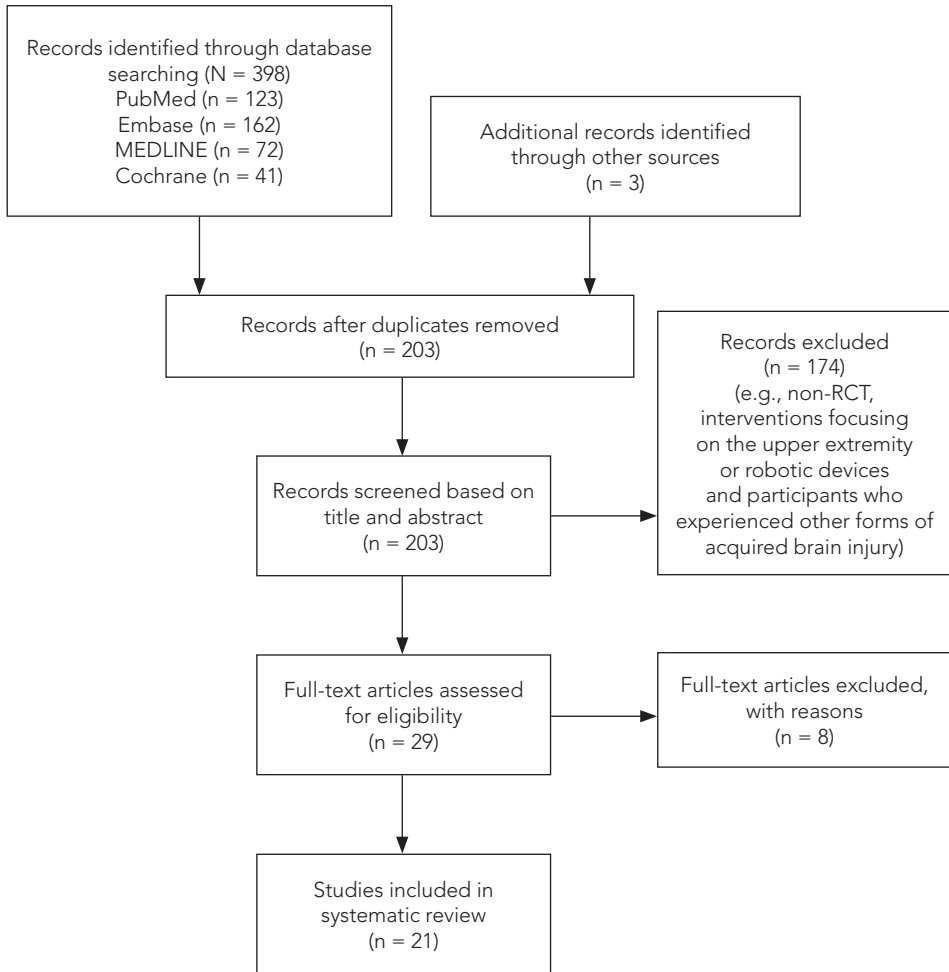 Records identified through database
searching (N = 398)
PubMed (n = 123)
Embase (n = 162)
MEDLINE (n = 72)
Cochrane (n = 41)
Additional records identified
through other sources
(n = 3)
Records after duplicates removed
(n = 203)
Records excluded
(n = 174)
(e.g., non-RCT,
interventions focusing
on the upper extremity
or robotic devices
and participants who
experienced other forms of
acquired brain injury)
Records screened based on
title and abstract
(n = 203)
Full-text articles assessed
for eligibility
(n = 29)
Full-text articles excluded,
with reasons
(n = 8)
Studies included in
systematic review
(n = 21)